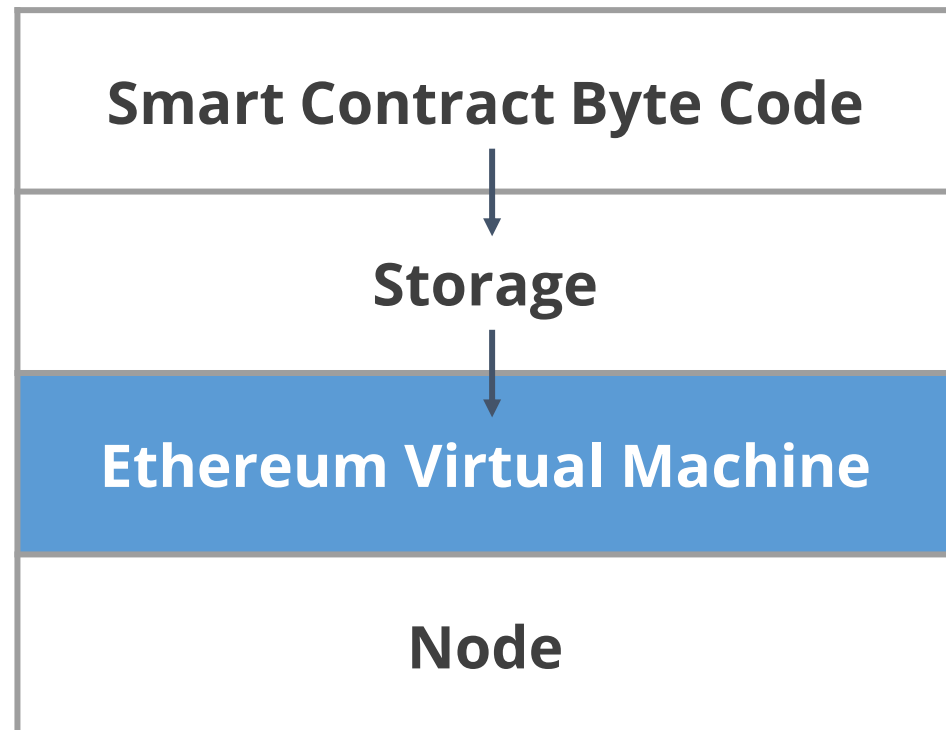 Smart Contract Byte Code
Storage
Ethereum Virtual Machine
Node